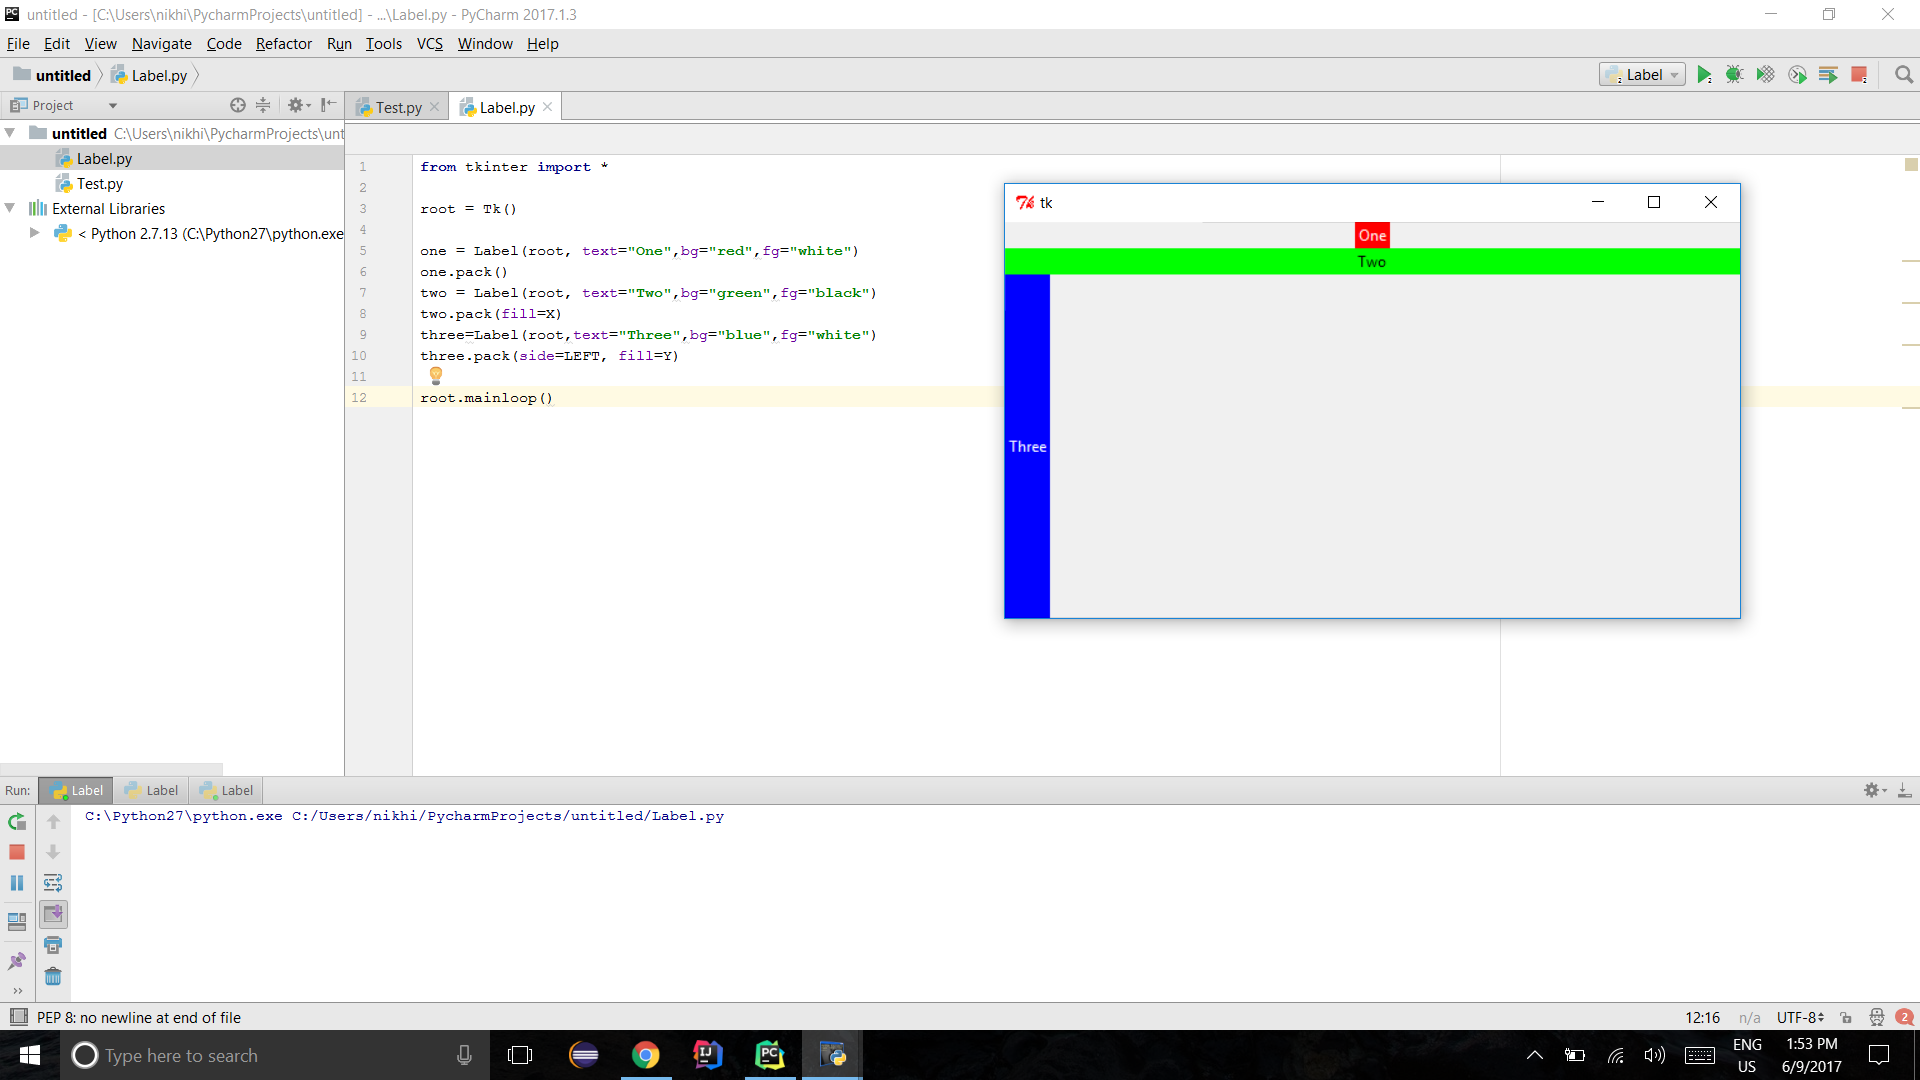 untitled - [C:\Users\nikhi\PycharmProjects\untitled] - ...\Label.py - PyCharm 2017.1.3
File Edit View Navigate Code Refactor Run Tools VCS Window Help
untitled Label.py Label
Project Test.py Label.py
untitled C:\Users\nikhi\PycharmProjects\unt
Label.py
Test.py
External Libraries
< Python 2.7.13 (C:\Python27\python.exe
1 from tkinter import *
2
3 root = Tk()
4
5 one = Label(root, text="One",bg="red",fg="white")
6 one.pack()
7 two = Label(root, text="Two",bg="green",fg="black")
8 two.pack(fill=X)
9 three=Label(root,text="Three",bg="blue",fg="white")
10 three.pack(side=LEFT, fill=Y)
11
12 root.mainloop()
tk
One
Two
Three
Run: Label Label Label
C:\Python27\python.exe C:/Users/nikhi/PycharmProjects/untitled/Label.py
PEP 8: no newline at end of file 12:16 n/a UTF-8 2
Type here to search
ENG
US
1:53 PM
6/9/2017